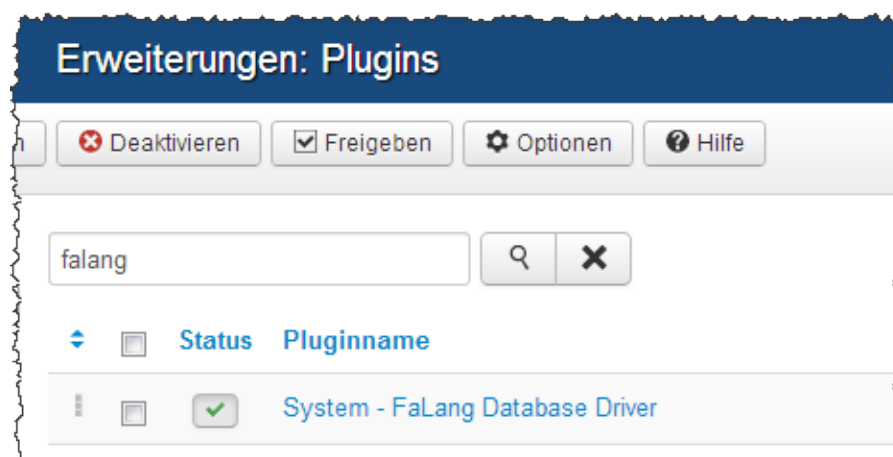 Erweiterungen: Plugins
Deaktivieren Freigeben Optionen Hilfe
falang
Status Pluginname
System - FaLang Database Driver